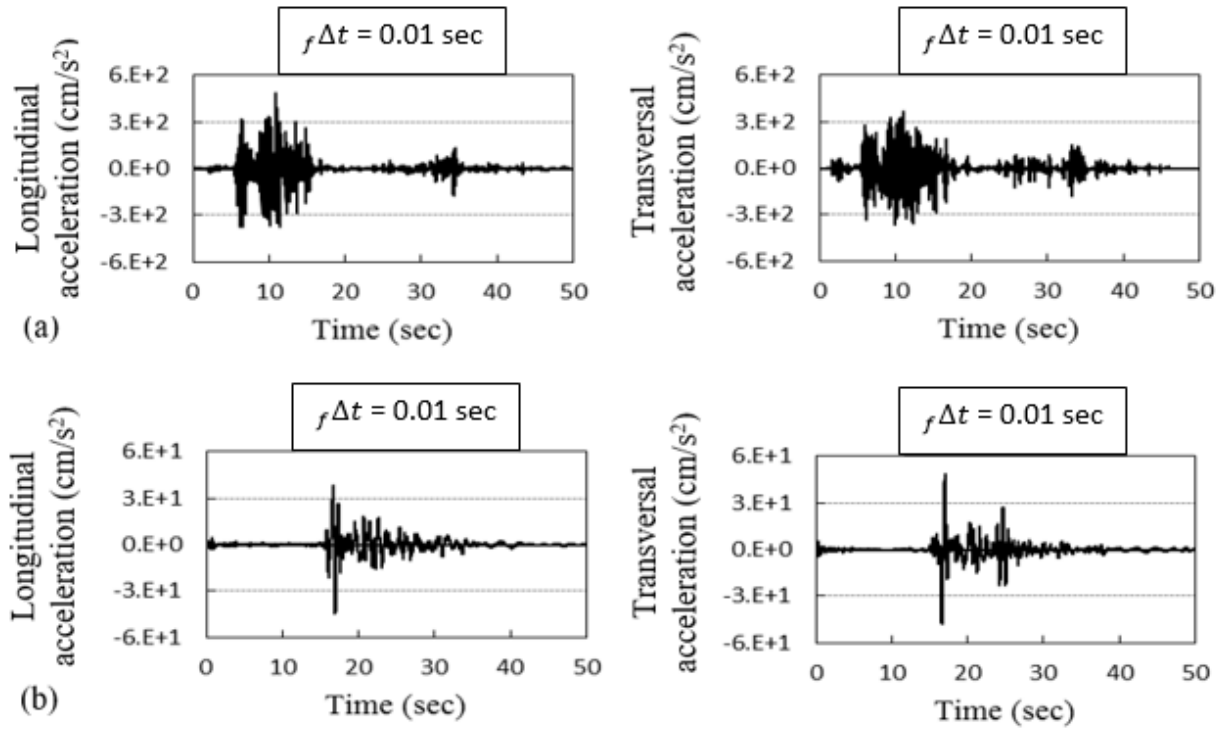 f Δt = 0.01 sec
Longitudinal
acceleration (cm/s²)
6.E+2
3.E+2
0.E+0
-3.E+2
-6.E+2
0 10 20 30 40 50
Time (sec)
(a)
f Δt = 0.01 sec
Transversal
acceleration (cm/s²)
6.E+2
3.E+2
0.E+0
-3.E+2
-6.E+2
0 10 20 30 40 50
Time (sec)
f Δt = 0.01 sec
Longitudinal
acceleration (cm/s²)
6.E+1
3.E+1
0.E+0
-3.E+1
-6.E+1
0 10 20 30 40 50
Time (sec)
(b)
f Δt = 0.01 sec
Transversal
acceleration (cm/s²)
6.E+1
3.E+1
0.E+0
-3.E+1
-6.E+1
0 10 20 30 40 50
Time (sec)